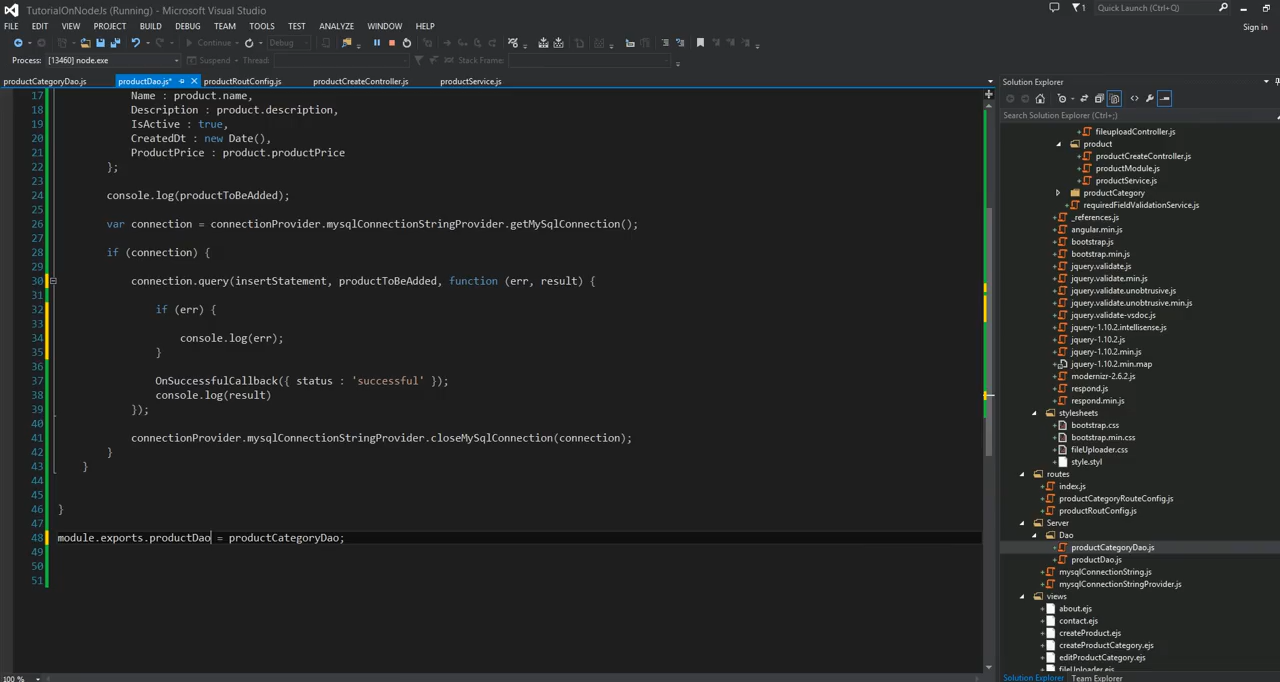 TutorialOnNodeJs (Running) - Microsoft Visual Studio
1
Quick Launch (Ctrl+Q)
FILE EDIT VIEW PROJECT BUILD DEBUG TEAM TOOLS TEST ANALYZE WINDOW HELP
Sign in
Continue Debug
Process: [13460] node.exe Suspend Thread: Stack Frame:
productCategoryDao.js productDao.js* productRoutConfig.js productCreateController.js productService.js
17 Name : product.name,
18 Description : product.description,
19 IsActive : true,
20 CreatedDt : new Date(),
21 ProductPrice : product.productPrice
22 };
23
24 console.log(productToBeAdded);
25
26 var connection = connectionProvider.mysqlConnectionStringProvider.getMySqlConnection();
27
28 if (connection) {
29
30 connection.query(insertStatement, productToBeAdded, function (err, result) {
31
32 if (err) {
33
34 console.log(err);
35 }
36
37 OnSuccessfulCallback({ status : 'successful' });
38 console.log(result)
39 });
40
41 connectionProvider.mysqlConnectionStringProvider.closeMySqlConnection(connection);
42 }
43 }
44
45
46 }
47
48 module.exports.productDao = productCategoryDao;
49
50
51
100 %
Solution Explorer
Search Solution Explorer (Ctrl+;)
fileuploadController.js
product
productCreateController.js
productModule.js
productService.js
productCategory
requiredFieldValidationService.js
_references.js
angular.min.js
bootstrap.js
bootstrap.min.js
jquery.validate.js
jquery.validate.min.js
jquery.validate.unobtrusive.js
jquery.validate.unobtrusive.min.js
jquery.validate-vsdoc.js
jquery-1.10.2.intellisense.js
jquery-1.10.2.js
jquery-1.10.2.min.js
jquery-1.10.2.min.map
modernizr-2.6.2.js
respond.js
respond.min.js
stylesheets
bootstrap.css
bootstrap.min.css
fileUploader.css
style.styl
routes
index.js
productCategoryRouteConfig.js
productRoutConfig.js
Server
Dao
productCategoryDao.js
productDao.js
mysqlConnectionString.js
mysqlConnectionStringProvider.js
views
about.ejs
contact.ejs
createProduct.ejs
createProductCategory.ejs
editProductCategory.ejs
fileUploader.ejs
Solution Explorer Team Explorer